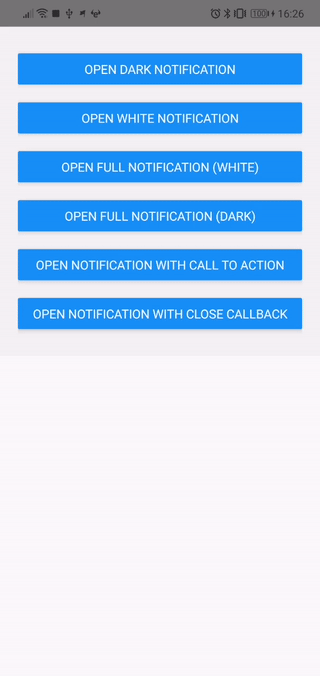 100 16:26
OPEN DARK NOTIFICATION
OPEN WHITE NOTIFICATION
OPEN FULL NOTIFICATION (WHITE)
OPEN FULL NOTIFICATION (DARK)
OPEN NOTIFICATION WITH CALL TO ACTION
OPEN NOTIFICATION WITH CLOSE CALLBACK